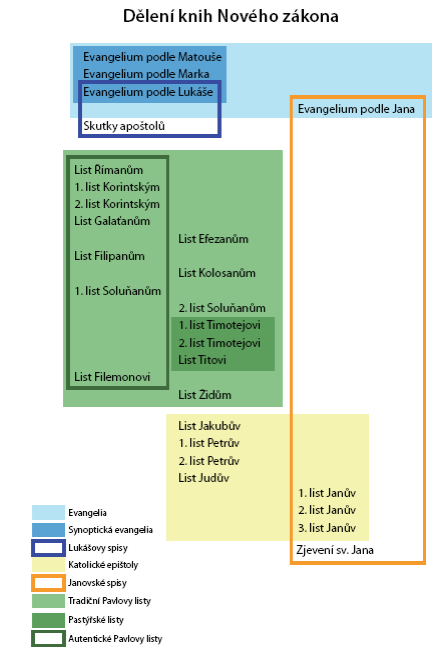 Dělení knih Nového zákona
Evangelium podle Matouše
Evangelium podle Marka
Evangelium podle Lukáše
Evangelium podle Jana
Skutky apoštolů
List Římanům
1. list Korintským
2. list Korintským
List Galaťanům
List Efezanům
List Filipanům
List Kolosanům
1. list Soluňanům
2. list Soluňanům
1. list Timotejovi
2. list Timotejovi
List Titovi
List Filemonovi
List Židům
List Jakubův
1. list Petrův
2. list Petrův
List Judův
1. list Janův
2. list Janův
3. list Janův
Zjevení sv. Jana
Evangelia
Synoptická evangelia
Lukášovy spisy
Katolické epištoly
Janovské spisy
Tradiční Pavlovy listy
Pastýřské listy
Autentické Pavlovy listy